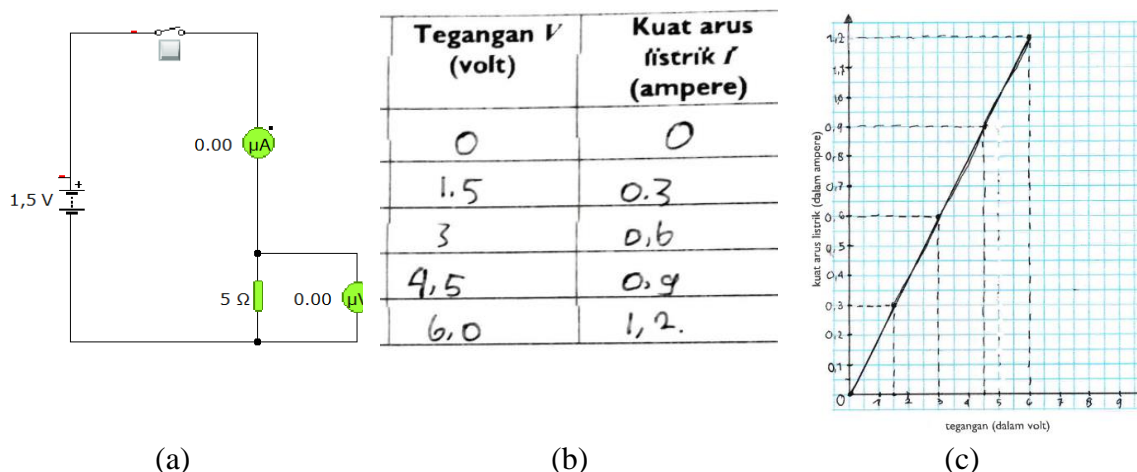 0.00
μA
1,5 V
+
5 Ω
0.00
μV
(a)
Tegangan V
(volt)
Kuat arus
listrik I
(ampere)
0 0
1.5 0.3
3 0,6
4,5 0.9
6,0 1,2.
(b)
kuat arus listrik (dalam ampere)
1,2
1,1
1,0
0,9
0,8
0,7
0,6
0,5
0,4
0,3
0,2
0,1
0 1 2 3 4 5 6 7 8 9
tegangan (dalam volt)
(c)